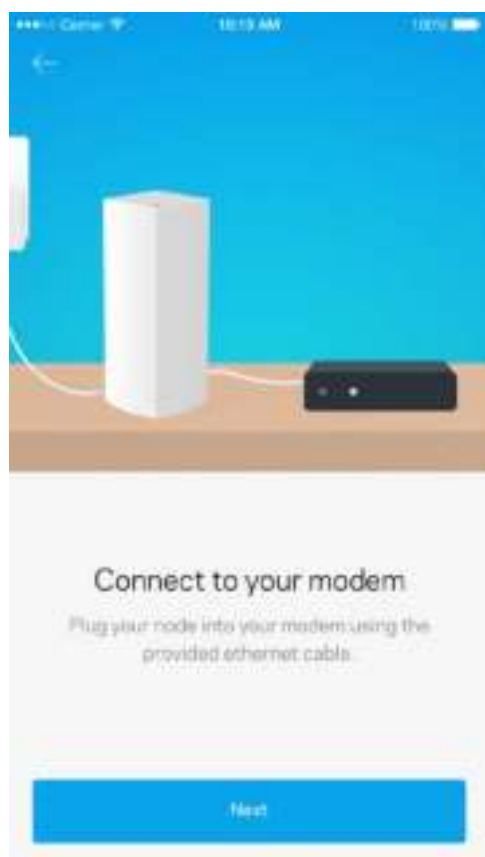 Carrier 10:19 AM 100%
Connect to your modem
Plug your node into your modem using the
provided ethernet cable.
Next